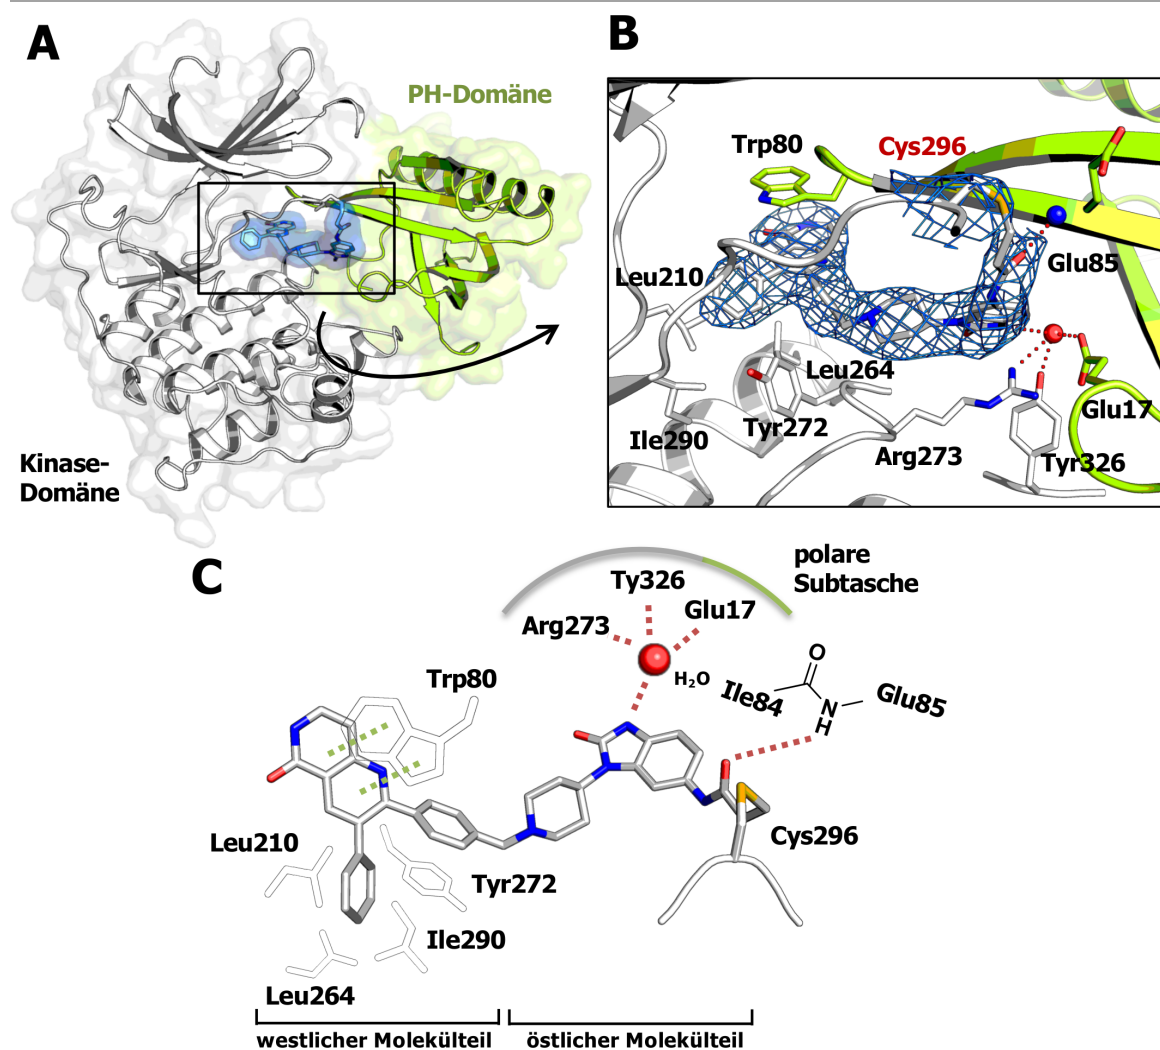 A
PH-Domäne
Kinase-
Domäne
B
Trp80
Cys296
Leu210
Glu85
Leu264
Glu17
Tyr272
Ile290
Arg273
Tyr326
C
polare
Subtasche
Ty326
Glu17
Arg273
H₂O
Trp80
Ile84
O
N
H
Glu85
Leu210
Cys296
Tyr272
Ile290
Leu264
westlicher Molekülteil
östlicher Molekülteil